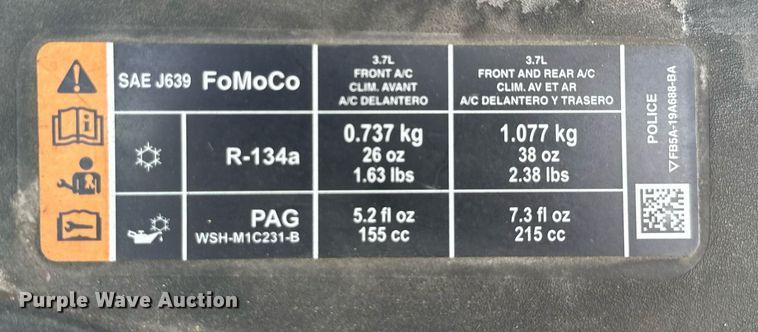 SAE J639 FoMoCo
3.7L
FRONT A/C
CLIM. AVANT
A/C DELANTERO
3.7L
FRONT AND REAR A/C
CLIM. AV ET AR
A/C DELANTERO Y TRASERO
R-134a
0.737 kg
26 oz
1.63 lbs
1.077 kg
38 oz
2.38 lbs
PAG
WSH-M1C231-B
5.2 fl oz
155 cc
7.3 fl oz
215 cc
POLICE
▽FB5A-19A688-BA
Purple Wave Auction